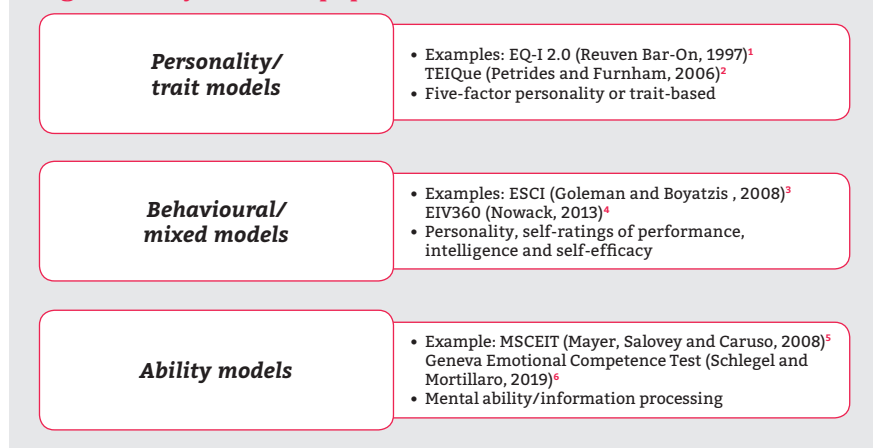 Personality/
trait models
• Examples: EQ-I 2.0 (Reuven Bar-On, 1997)¹
TEIQue (Petrides and Furnham, 2006)²
• Five-factor personality or trait-based
Behavioural/
mixed models
• Examples: ESCI (Goleman and Boyatzis , 2008)³
EIV360 (Nowack, 2013)⁴
• Personality, self-ratings of performance,
intelligence and self-efficacy
Ability models
• Example: MSCEIT (Mayer, Salovey and Caruso, 2008)⁵
Geneva Emotional Competence Test (Schlegel and
Mortillaro, 2019)⁶
• Mental ability/information processing